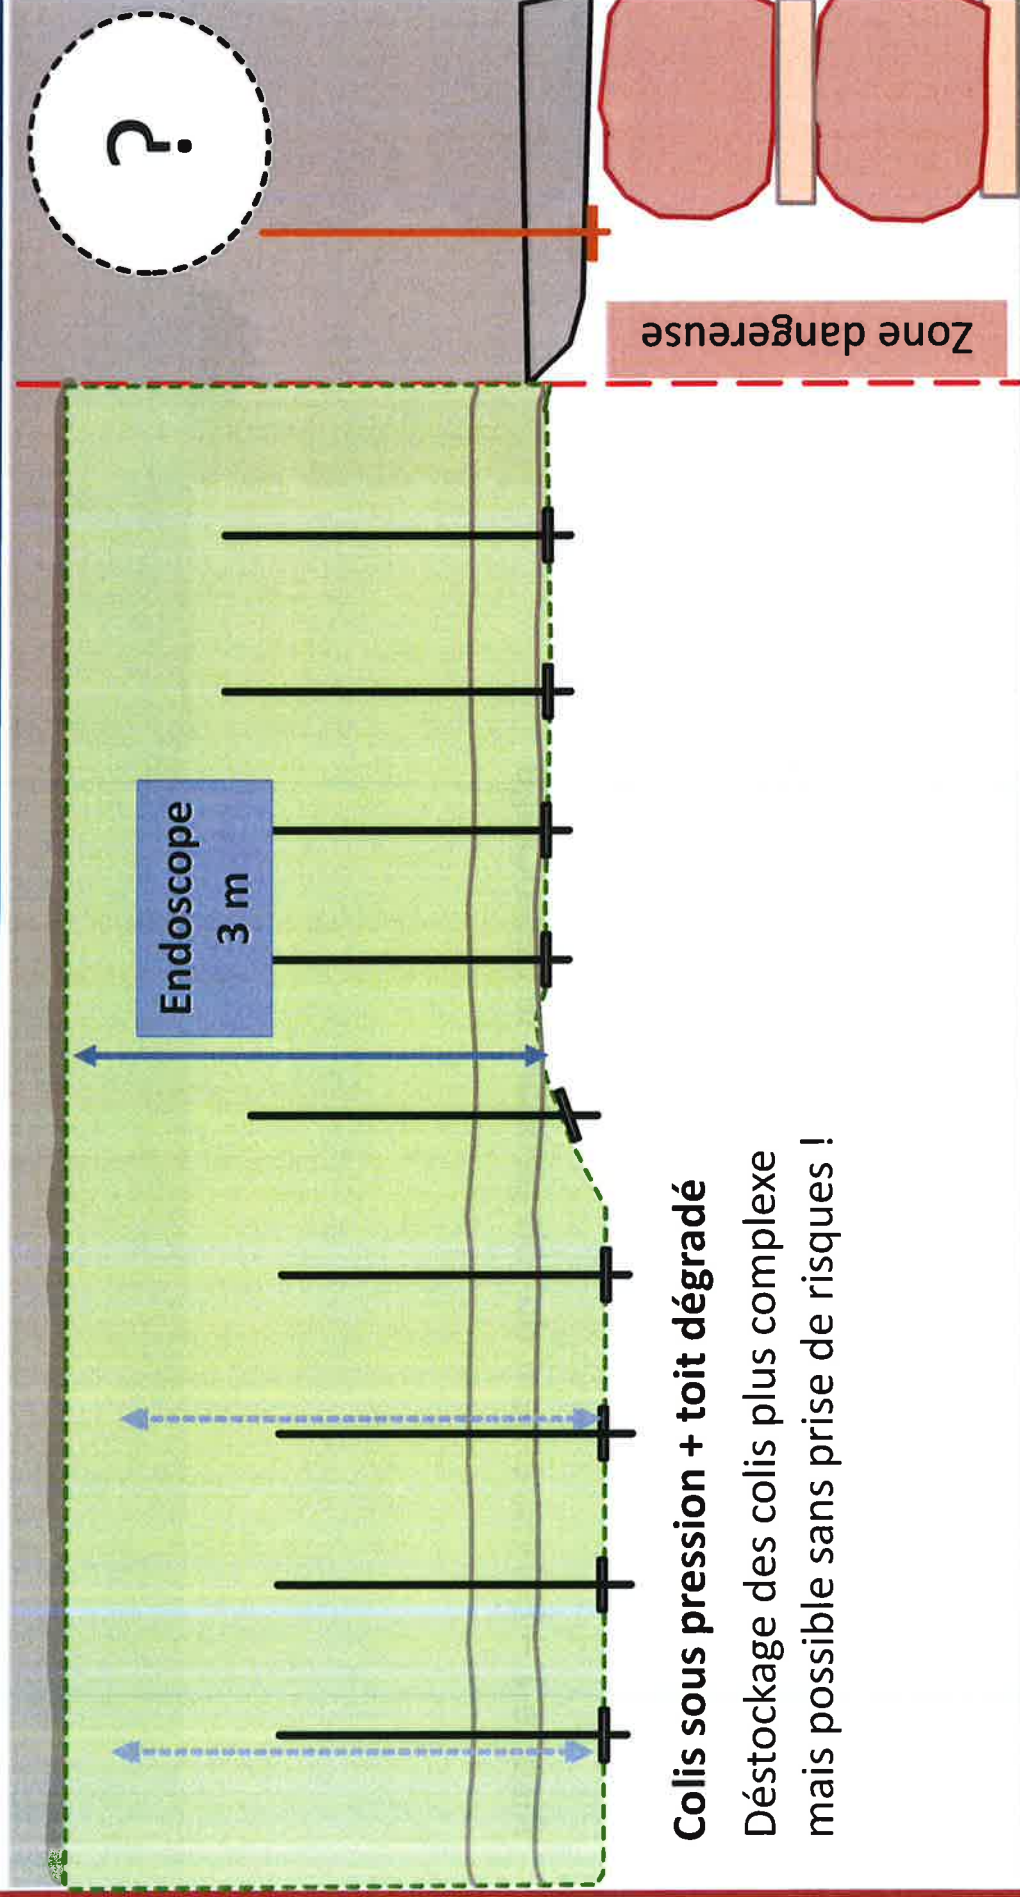 ?
Endoscope
3 m
Zone dangereuse
Colis sous pression + toit dégradé
Déstockage des colis plus complexe
mais possible sans prise de risques !